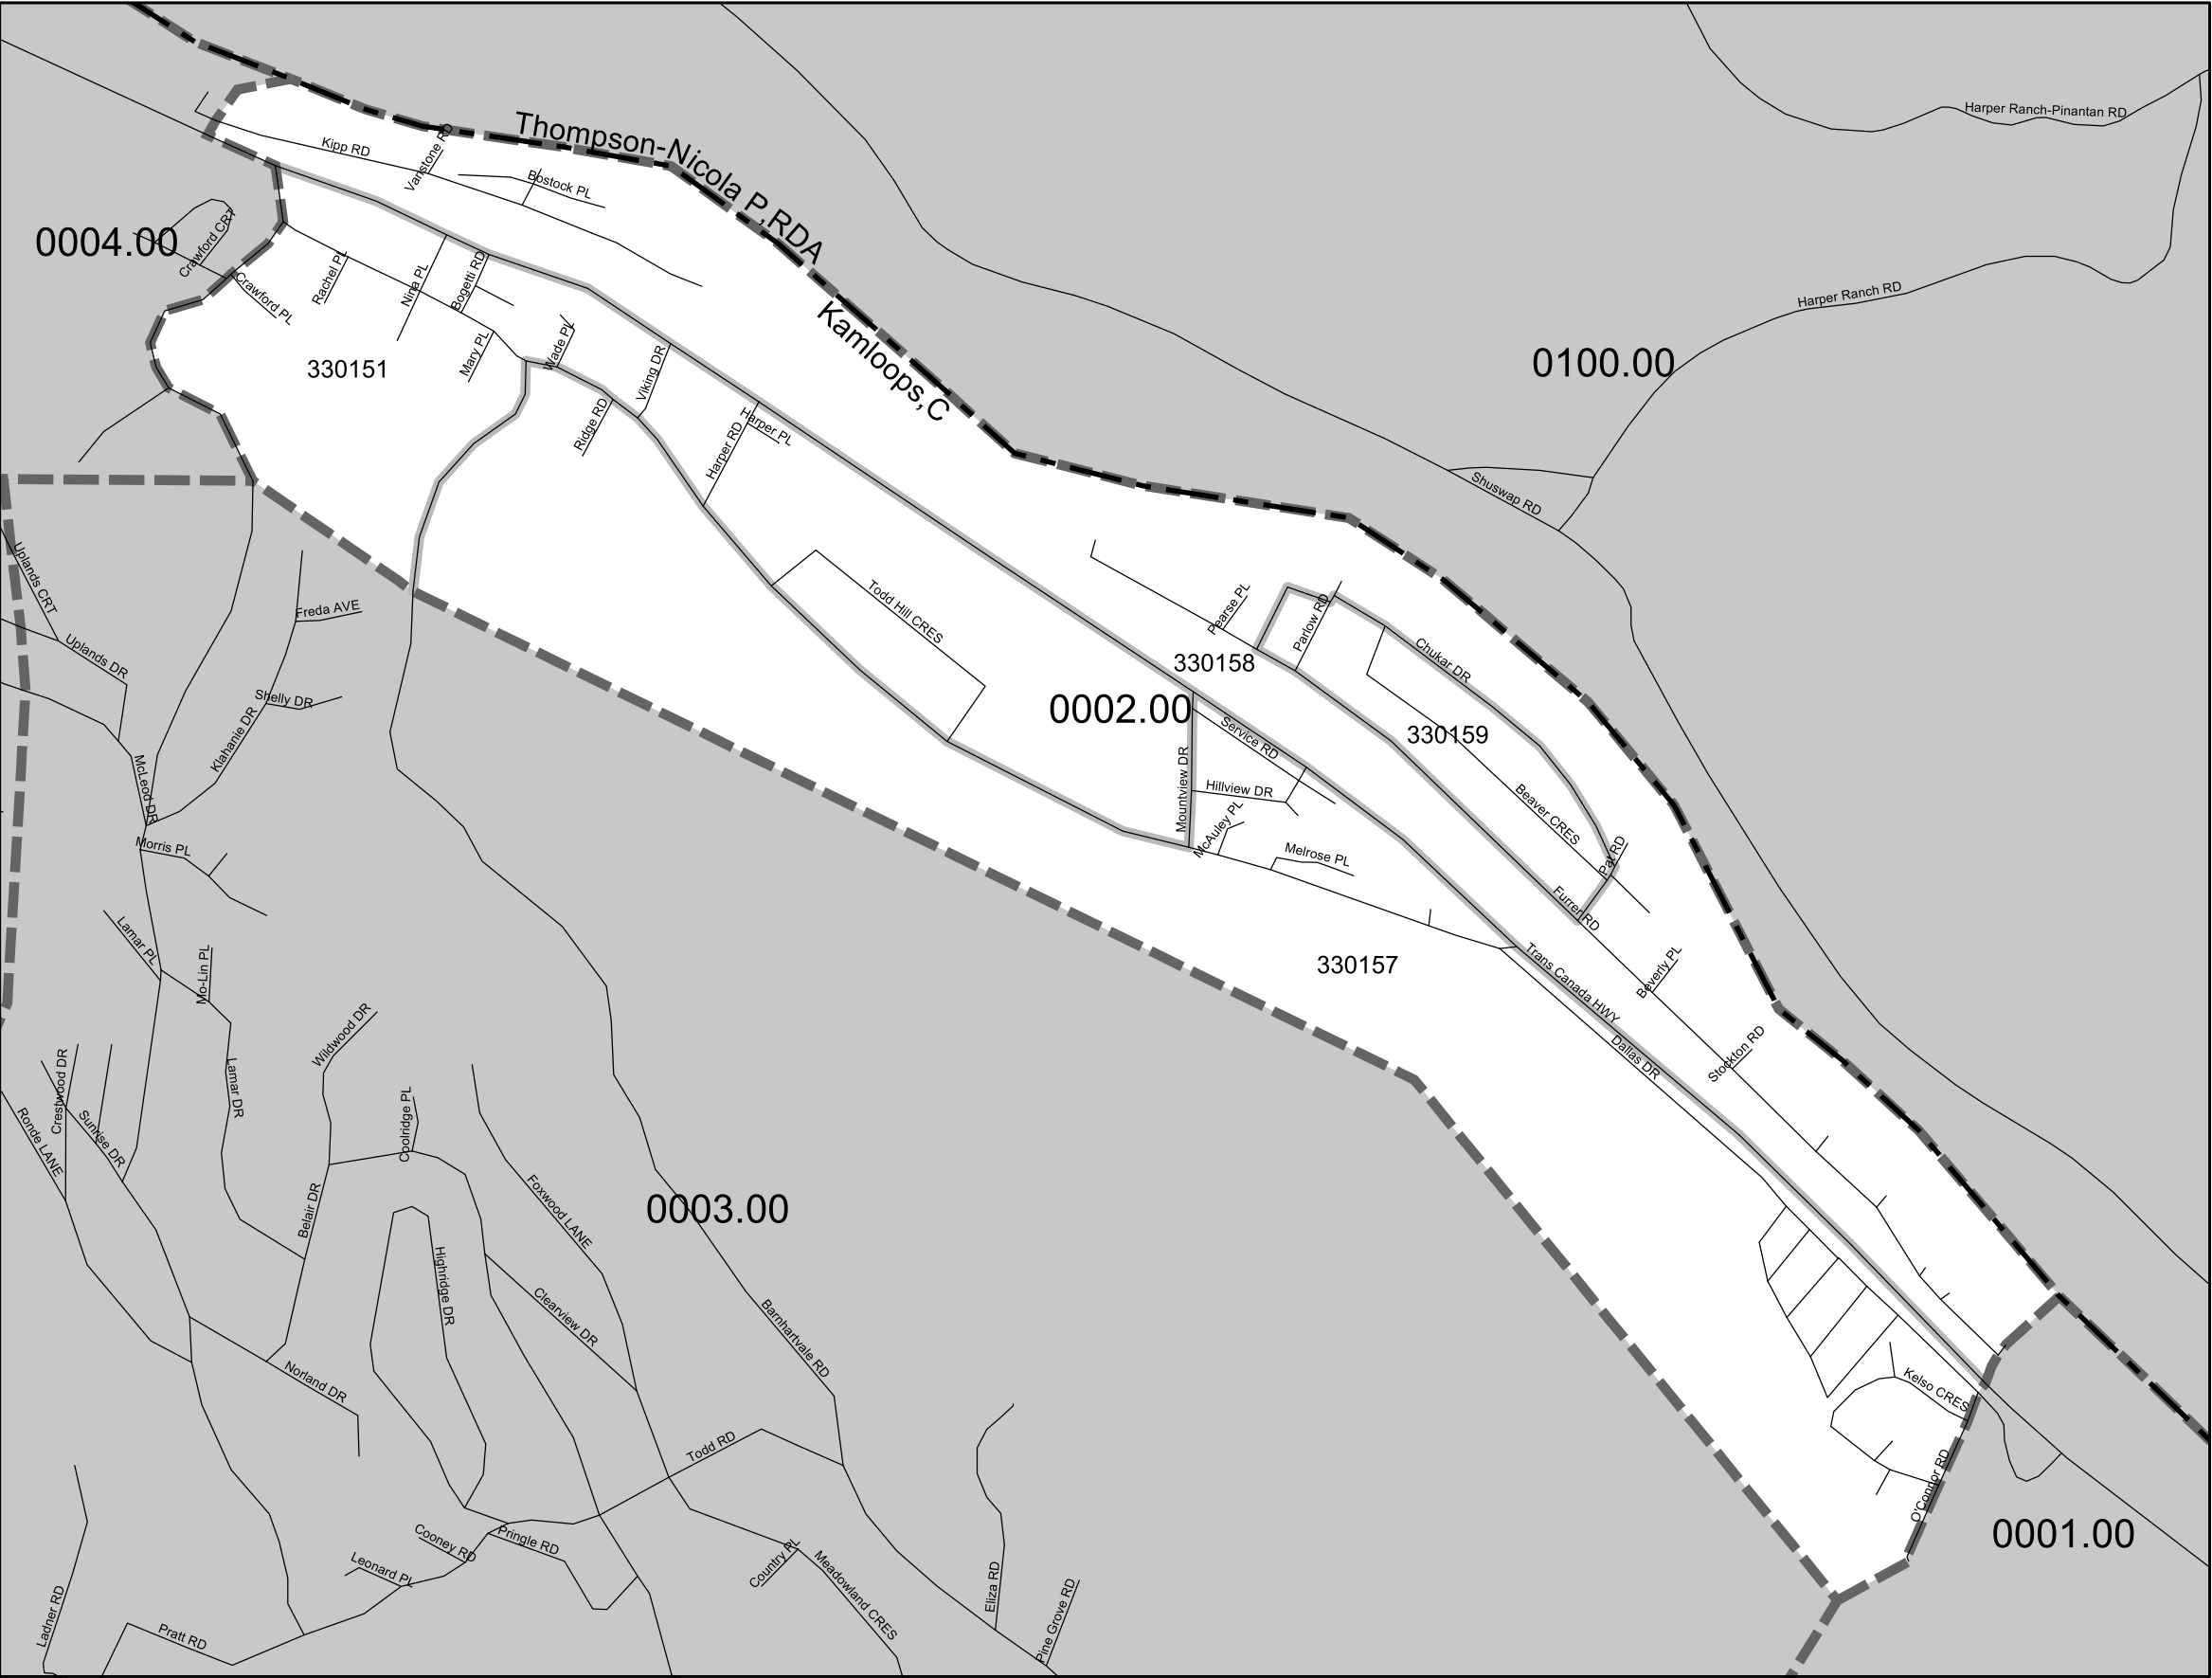 Harper Ranch-Pinantan RD
Thompson-Nicola P,RDA
Kamloops,C
Kipp RD
Vanstone RD
Bostock PL
0004.00
Crawford CRT
Crawford PL
Rachel PL
Nina PL
Bogetti RD
Harper Ranch RD
330151
Mary PL
Wade PL
Viking DR
Ridge RD
0100.00
Harper RD
Harper PL
Shuswap RD
Uplands CRT
Uplands DR
Freda AVE
Shelly DR
Klahanie DR
McLeod DR
Todd Hill CRES
Pearse PL
Parlow RD
330158
Chukar DR
0002.00
330159
Service RD
Mountview DR
Hillview DR
McAuley PL
Melrose PL
Beaver CRES
Pat RD
Furrer RD
Morris PL
Lamar PL
Mo-Lin PL
330157
Trans Canada HWY
Beverly PL
Dallas DR
Stockton RD
Wildwood DR
Crestwood DR
Ronde LANE
Sunrise DR
Lamar DR
Coolridge PL
Belair DR
Foxwood LANE
0003.00
Highridge DR
Clearview DR
Barnhartvale RD
Norland DR
Kelso CRES
Todd RD
O'Connor RD
0001.00
Cooney RD
Pringle RD
Leonard PL
Country PL
Meadowland CRES
Eliza RD
Pine Grove RD
Ladner RD
Pratt RD